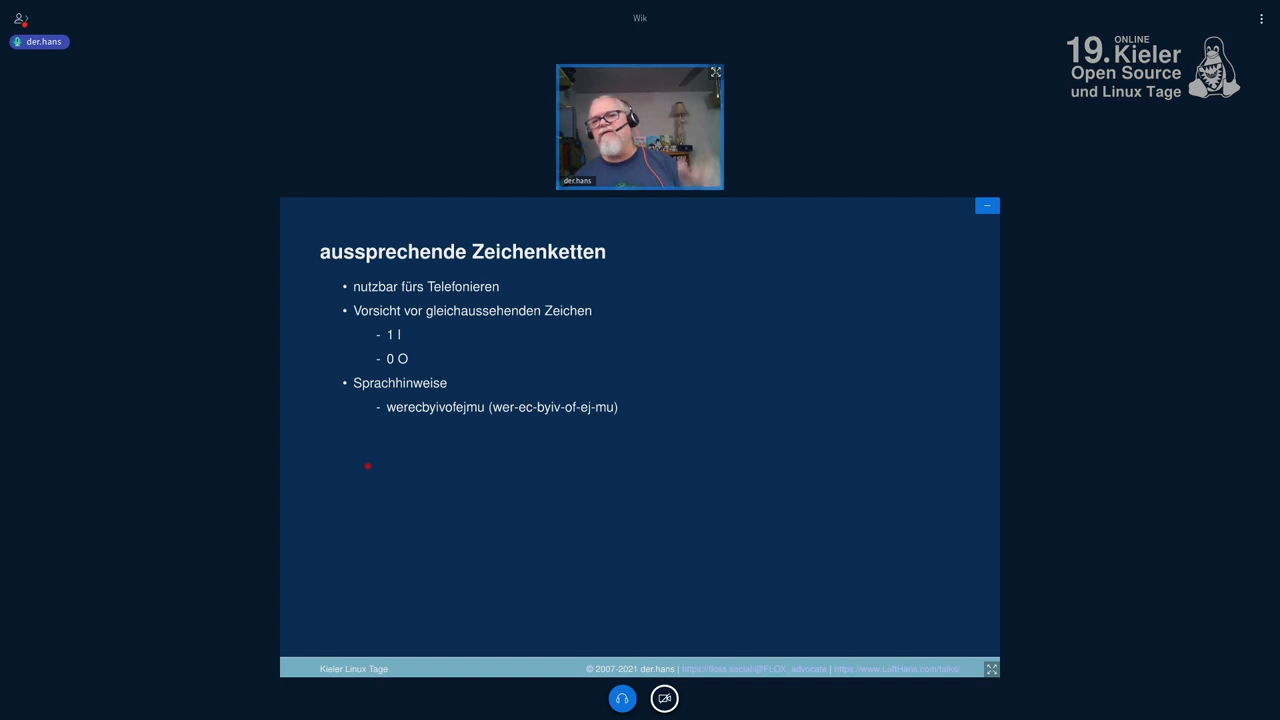 Wik
der.hans
ONLINE
19. Kieler
Open Source
und Linux Tage
der.hans
aussprechende Zeichenketten
• nutzbar fürs Telefonieren
• Vorsicht vor gleichaussehenden Zeichen
- 1 l
- 0 O
• Sprachhinweise
- werecbyivofejmu (wer-ec-byiv-of-ej-mu)
Kieler Linux Tage
© 2007-2021 der.hans | https://floss.social/@FLOX_advocate | https://www.LuftHans.com/talks/